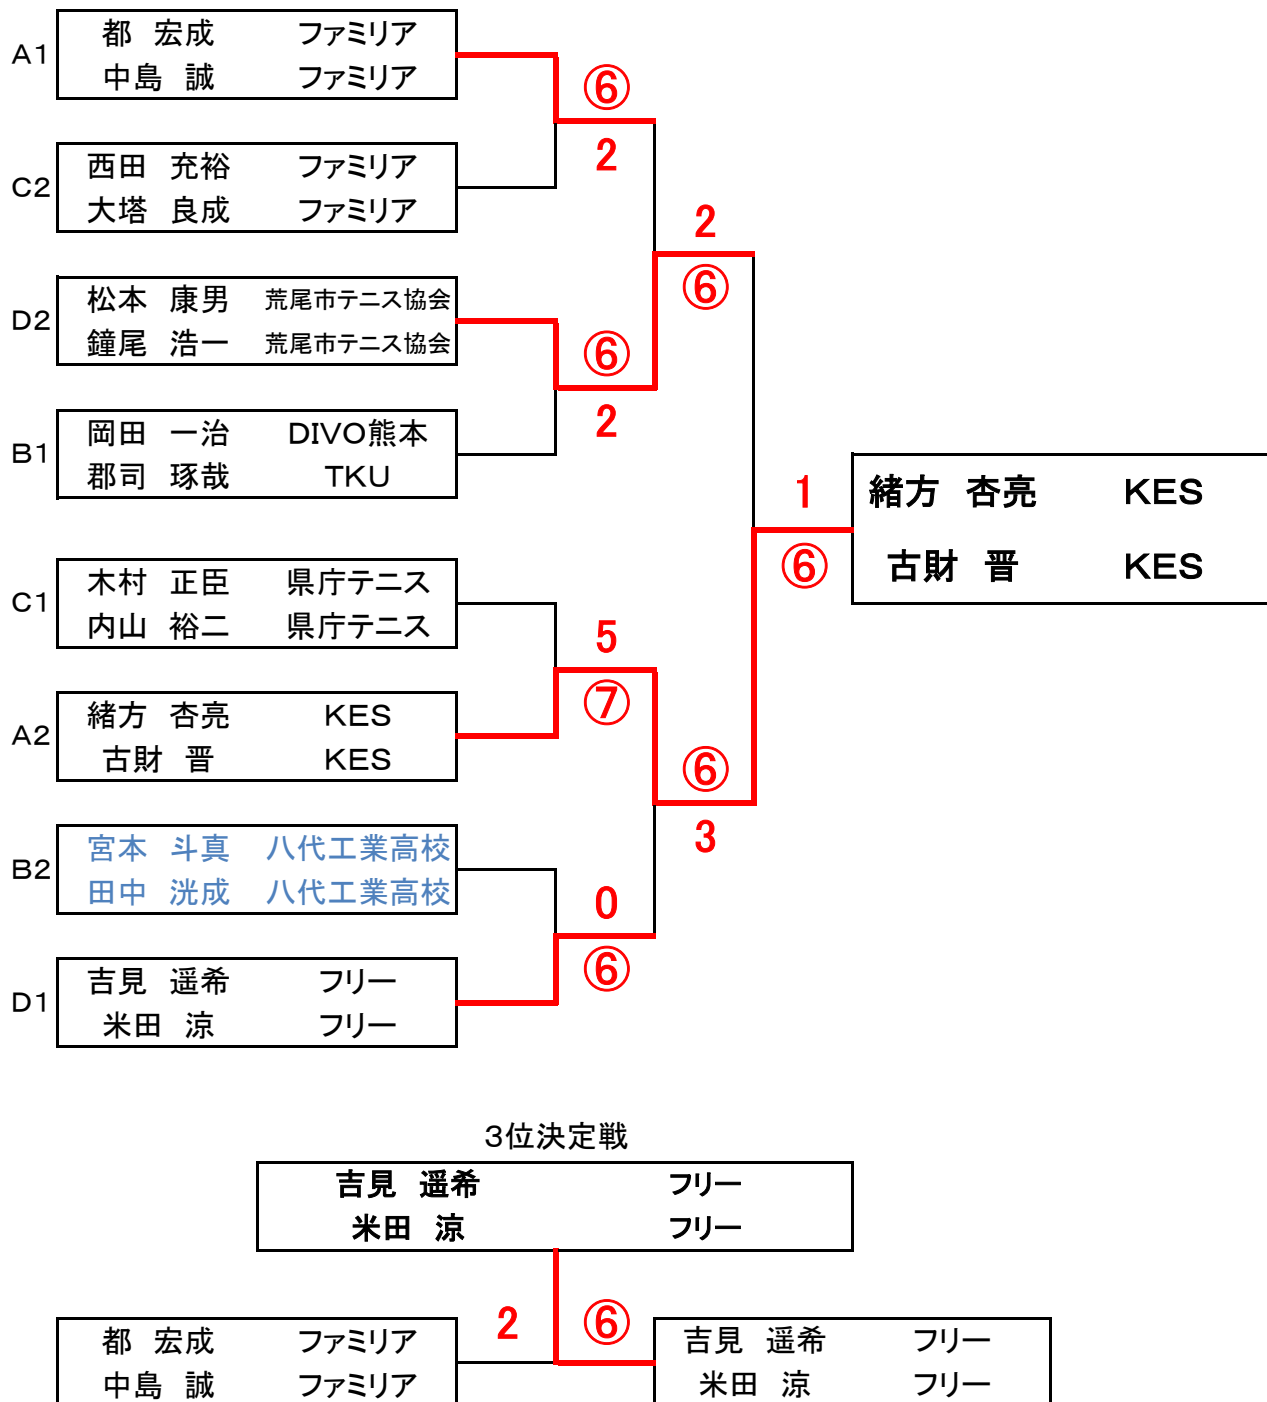 A1 都 宏成 ファミリア
中島 誠 ファミリア
⑥
2
C2 西田 充裕 ファミリア
大塔 良成 ファミリア
2
⑥
D2 松本 康男 荒尾市テニス協会
鐘尾 浩一 荒尾市テニス協会
⑥
2
B1 岡田 一治 DIVO熊本
郡司 琢哉 TKU
1
⑥
緒方 杏亮 KES
古財 晋 KES
C1 木村 正臣 県庁テニス
内山 裕二 県庁テニス
5
⑦
A2 緒方 杏亮 KES
古財 晋 KES
⑥
3
B2 宮本 斗真 八代工業高校
田中 洸成 八代工業高校
0
⑥
D1 吉見 遥希 フリー
米田 涼 フリー
3位決定戦
吉見 遥希 フリー
米田 涼 フリー
2 ⑥
都 宏成 ファミリア
中島 誠 ファミリア
吉見 遥希 フリー
米田 涼 フリー